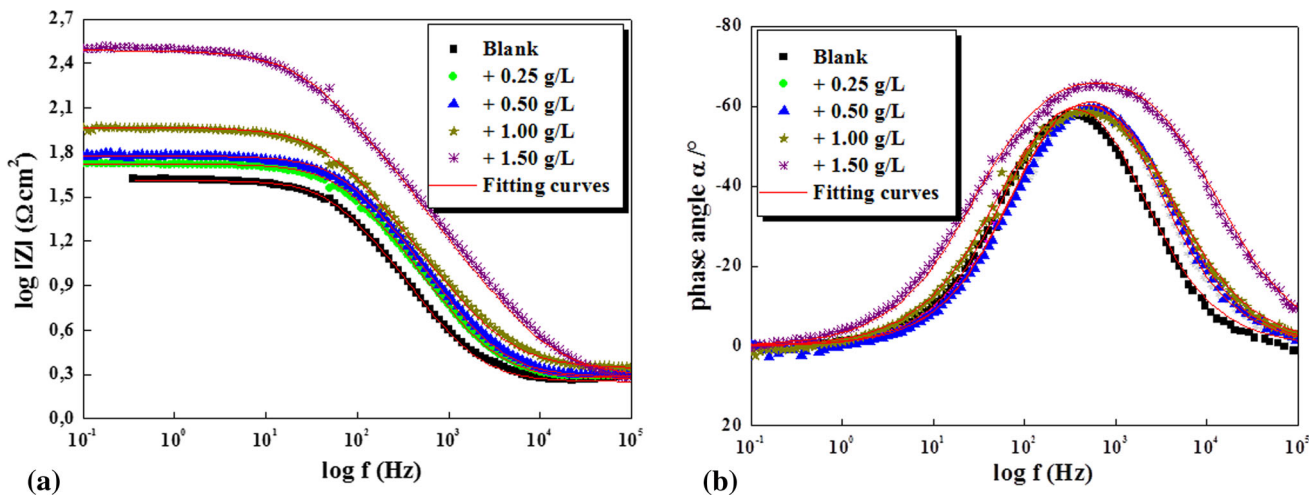 2,7
2,4
2,1
1,8
1,5
1,2
0,9
0,6
0,3
0,0
log |Z| (Ω cm²)
Blank
+ 0.25 g/L
+ 0.50 g/L
+ 1.00 g/L
+ 1.50 g/L
Fitting curves
10⁻¹ 10⁰ 10¹ 10² 10³ 10⁴ 10⁵
log f (Hz)
(a)
-80
-60
-40
-20
0
20
phase angle α /°
Blank
+ 0.25 g/L
+ 0.50 g/L
+ 1.00 g/L
+ 1.50 g/L
Fitting curves
10⁻¹ 10⁰ 10¹ 10² 10³ 10⁴ 10⁵
log f (Hz)
(b)